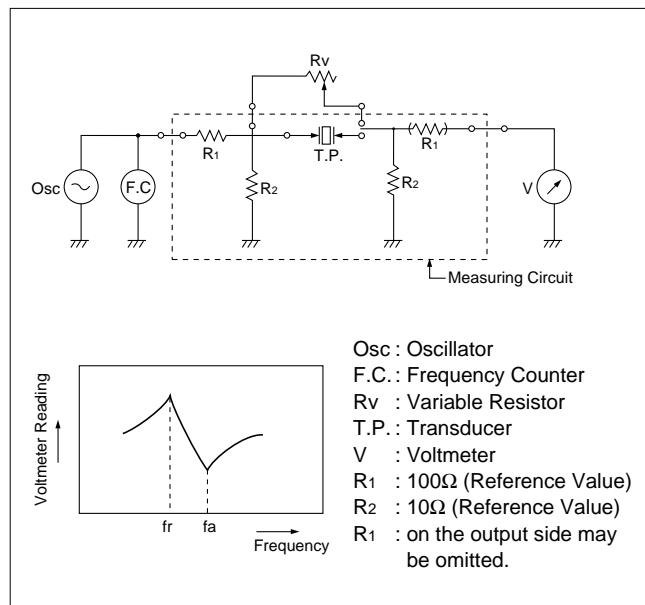 Rv
R1
T.P.
R1
Osc
F.C
R2
R2
V
Measuring Circuit
Voltmeter Reading
fr
fa
Frequency
Osc : Oscillator
F.C. : Frequency Counter
Rv : Variable Resistor
T.P. : Transducer
V : Voltmeter
R1 : 100Ω (Reference Value)
R2 : 10Ω (Reference Value)
R1 : on the output side may
be omitted.